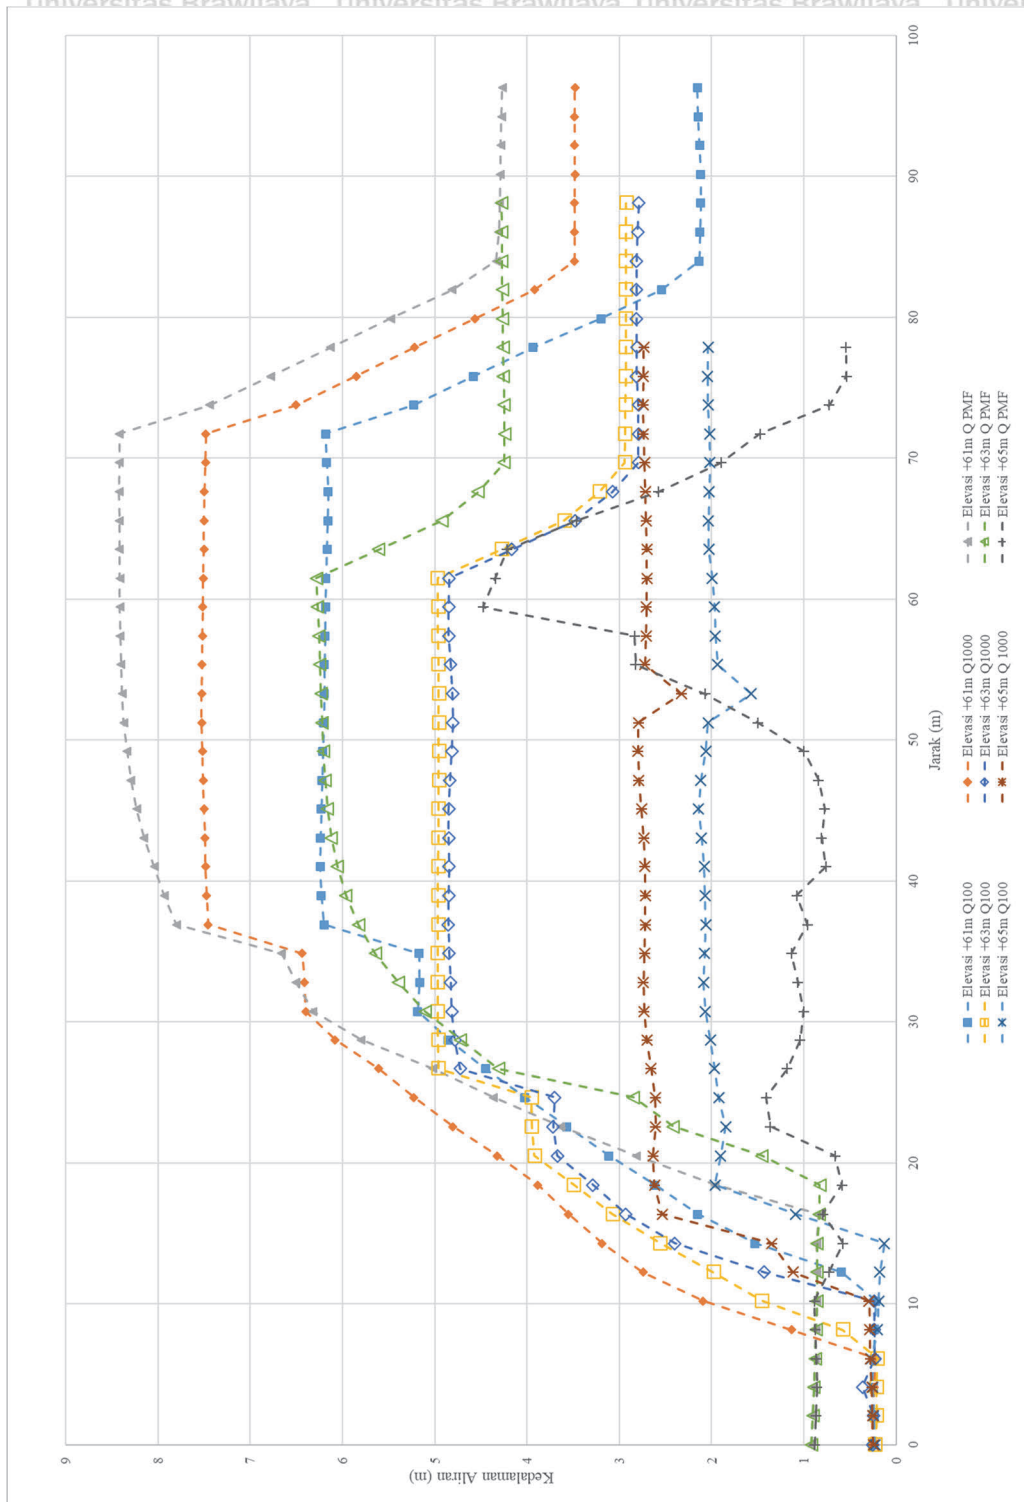 Universitas Brawijaya Universitas Brawijaya Universitas Brawijaya
Kedalaman Aliran (m)
9
8
7
6
5
4
3
2
1
0
0
10
20
30
40
50
60
70
80
90
100
Jarak (m)
Elevasi +61m Q100
Elevasi +61m Q1000
Elevasi +61m Q PMF
Elevasi +63m Q100
Elevasi +63m Q1000
Elevasi +63m Q PMF
Elevasi +65m Q100
Elevasi +65m Q 1000
Elevasi +65m Q PMF